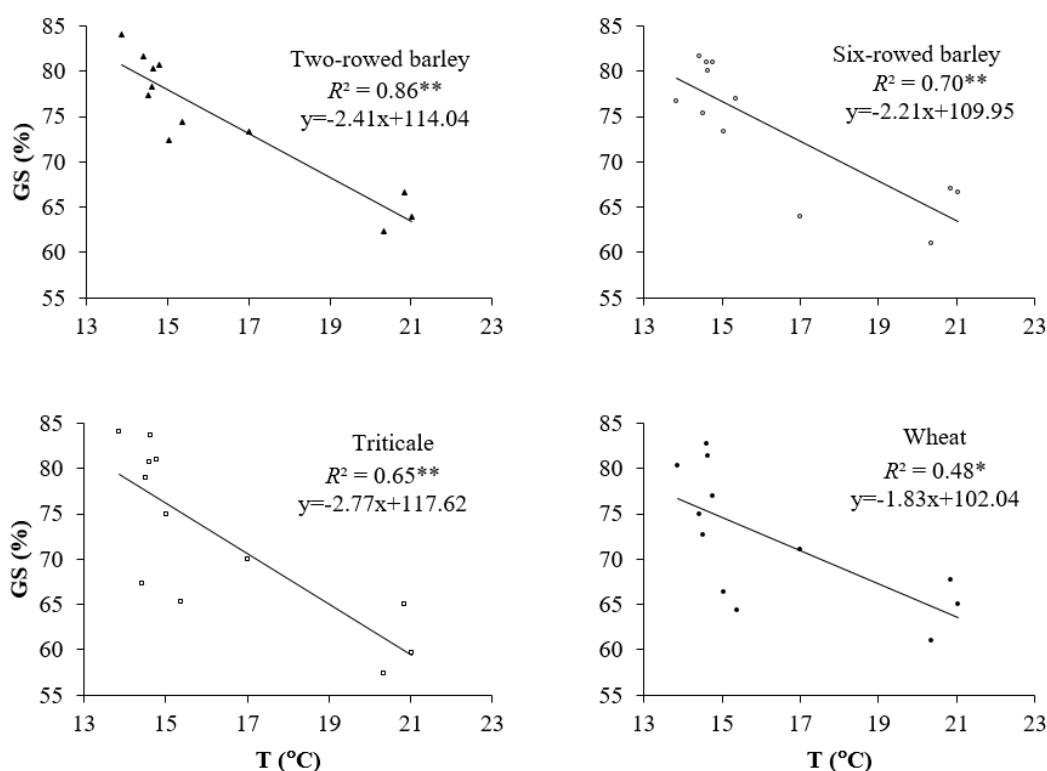 85
80
75
70
65
60
55
GS (%)
Two-rowed barley
R² = 0.86**
y=-2.41x+114.04
13 15 17 19 21 23
85
80
75
70
65
60
55
Six-rowed barley
R² = 0.70**
y=-2.21x+109.95
13 15 17 19 21 23
85
80
75
70
65
60
55
GS (%)
Triticale
R² = 0.65**
y=-2.77x+117.62
13 15 17 19 21 23
T (ºC)
85
80
75
70
65
60
55
Wheat
R² = 0.48*
y=-1.83x+102.04
13 15 17 19 21 23
T (ºC)